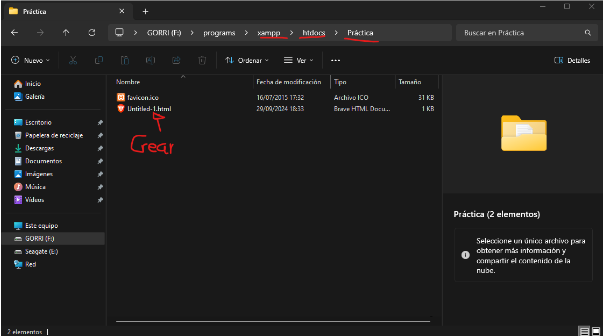 Práctica
GORRI (F:) > programs > xampp > htdocs > Práctica
Buscar en Práctica
Nuevo
Ordenar
Ver
Detalles
Inicio
Galería
Escritorio
Papelera de reciclaje
Descargas
Documentos
Imágenes
Música
Vídeos
Este equipo
GORRI (F:)
Seagate (E:)
Red
Nombre Fecha de modificación Tipo Tamaño
favicon.ico 16/07/2015 17:32 Archivo ICO 31 KB
Untitled-1.html 29/09/2024 18:33 Brave HTML Docu... 1 KB
Crear
Práctica (2 elementos)
Seleccione un único archivo para
obtener más información y
compartir el contenido de la
nube.
2 elementos